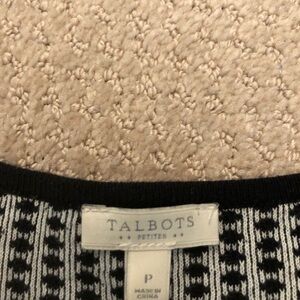 TALBOTS
** PETITES **
P
MADE IN
CHINA